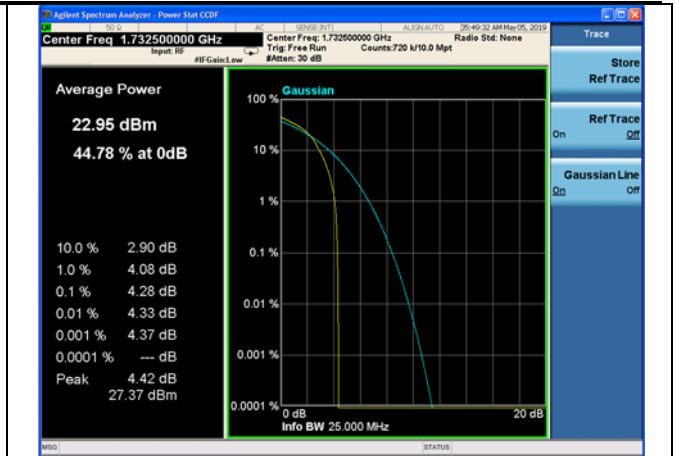 Agilent Spectrum Analyzer - Power Stat CCDF
50 Ω AC SENSE:INT ALIGN AUTO 05:49:32 AM May 05, 2019
Center Freq 1.732500000 GHz
Input: RF
#IFGain:Low
Center Freq: 1.732500000 GHz
Trig: Free Run Counts:720 k/10.0 Mpt
#Atten: 30 dB
Radio Std: None
Trace
Store
Ref Trace
Ref Trace
On Off
Gaussian Line
On Off
Average Power
22.95 dBm
44.78 % at 0dB
10.0 % 2.90 dB
1.0 % 4.08 dB
0.1 % 4.28 dB
0.01 % 4.33 dB
0.001 % 4.37 dB
0.0001 % --- dB
Peak 4.42 dB
27.37 dBm
Gaussian
100 %
10 %
1 %
0.1 %
0.01 %
0.001 %
0.0001 %
0 dB 20 dB
Info BW 25.000 MHz
MSG STATUS